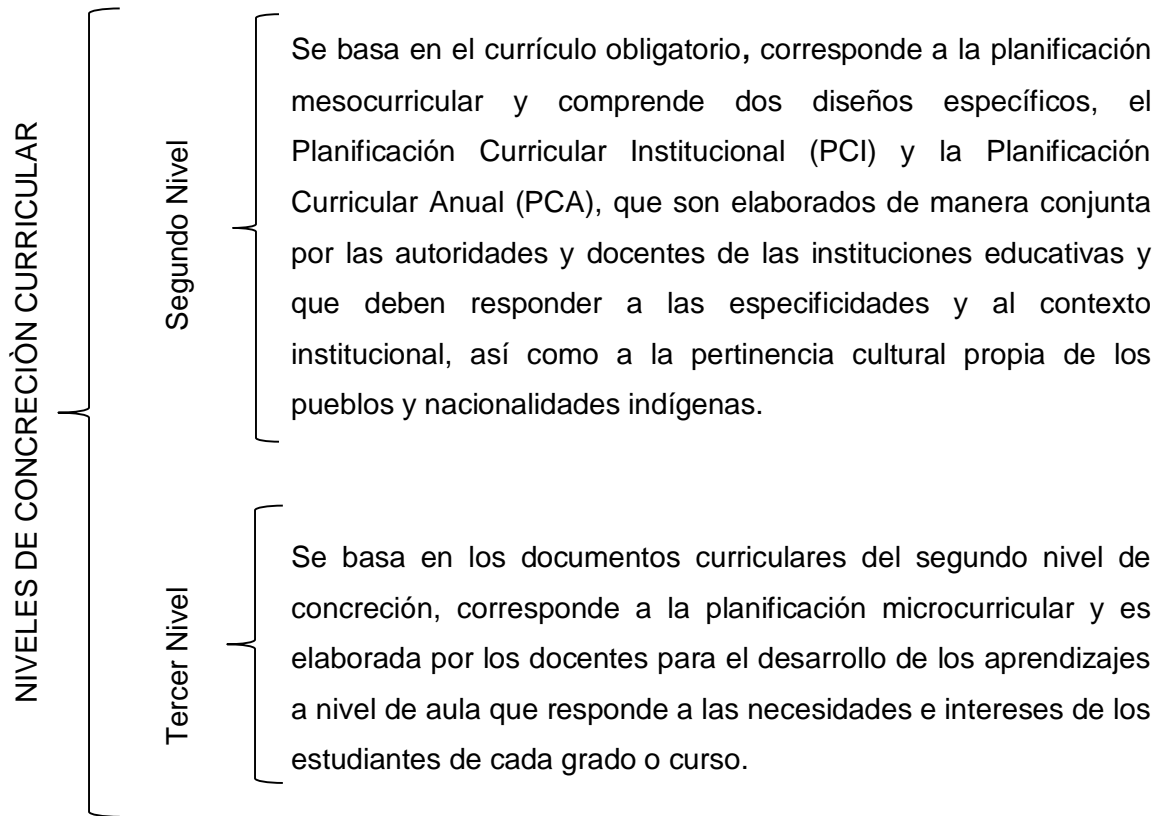 NIVELES DE CONCRECIÒN CURRICULAR
Segundo Nivel
Se basa en el currículo obligatorio, corresponde a la planificación
mesocurricular y comprende dos diseños específicos, el
Planificación Curricular Institucional (PCI) y la Planificación
Curricular Anual (PCA), que son elaborados de manera conjunta
por las autoridades y docentes de las instituciones educativas y
que deben responder a las especificidades y al contexto
institucional, así como a la pertinencia cultural propia de los
pueblos y nacionalidades indígenas.
Tercer Nivel
Se basa en los documentos curriculares del segundo nivel de
concreción, corresponde a la planificación microcurricular y es
elaborada por los docentes para el desarrollo de los aprendizajes
a nivel de aula que responde a las necesidades e intereses de los
estudiantes de cada grado o curso.